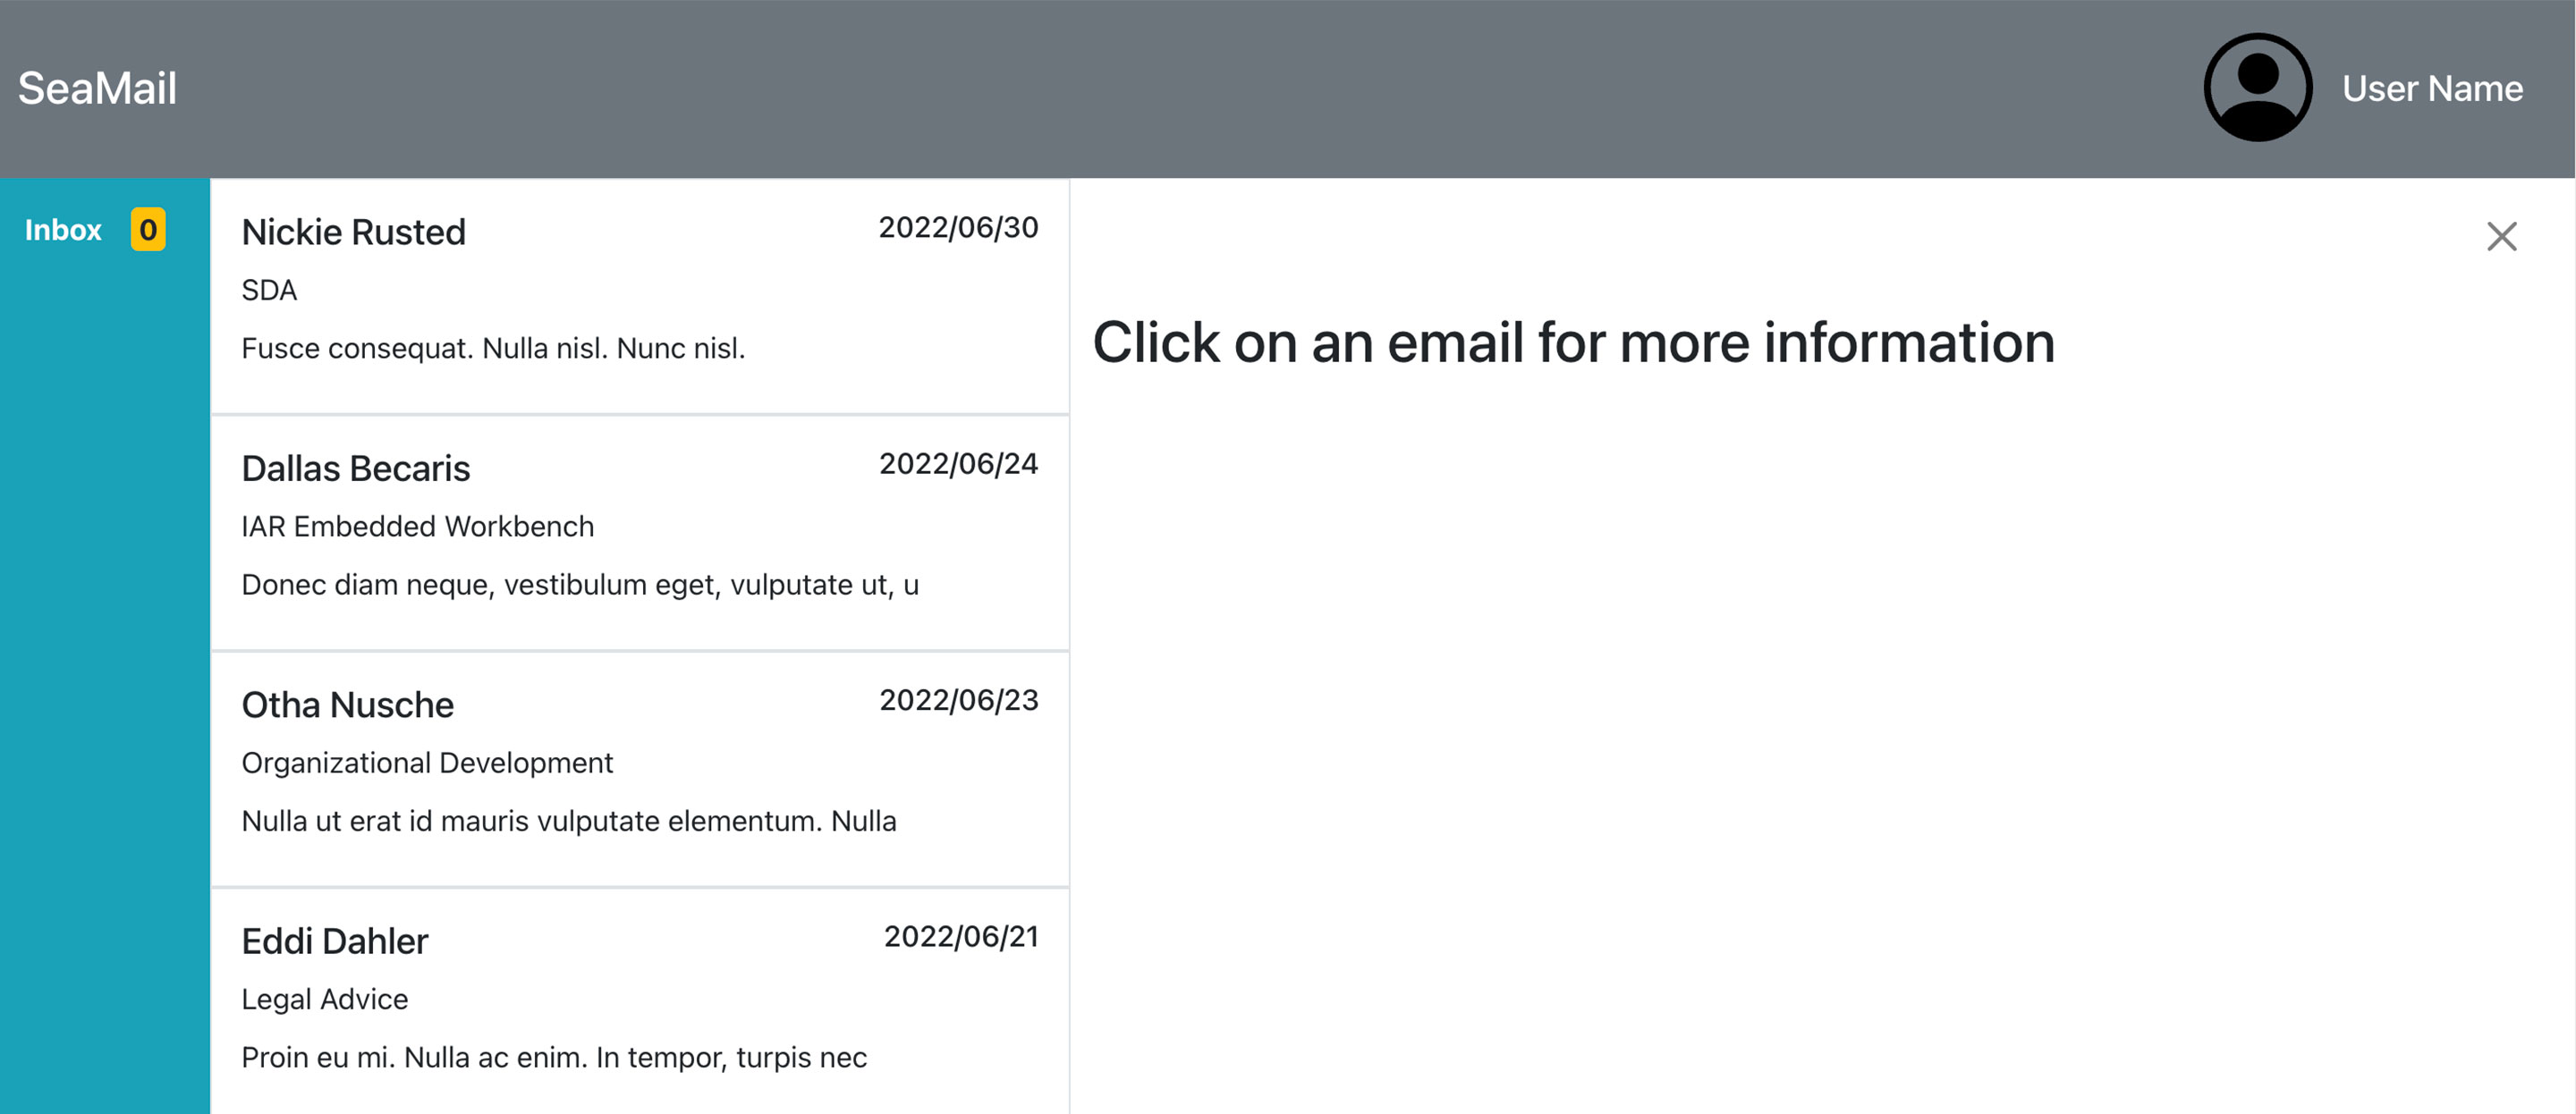 SeaMail
User Name
Inbox 0
Nickie Rusted 2022/06/30
SDA
Fusce consequat. Nulla nisl. Nunc nisl.
Dallas Becaris 2022/06/24
IAR Embedded Workbench
Donec diam neque, vestibulum eget, vulputate ut, u
Otha Nusche 2022/06/23
Organizational Development
Nulla ut erat id mauris vulputate elementum. Nulla
Eddi Dahler 2022/06/21
Legal Advice
Proin eu mi. Nulla ac enim. In tempor, turpis nec
Click on an email for more information